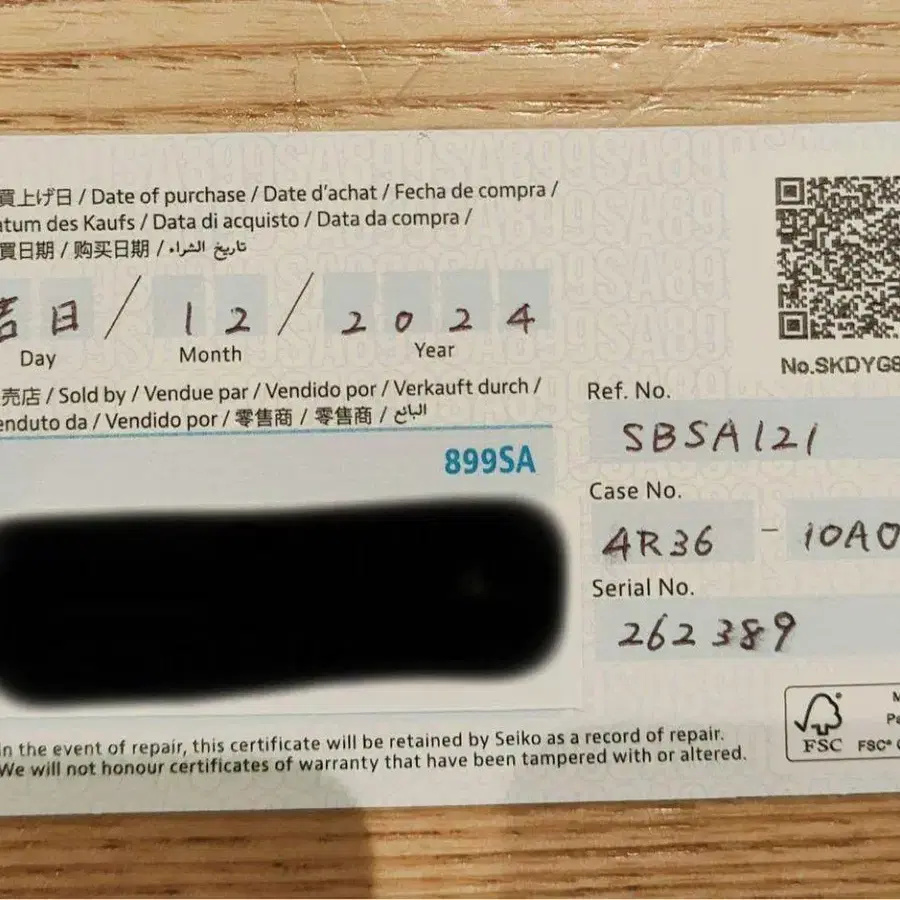 買上げ日 / Date of purchase / Date d'achat / Fecha de compra /
atum des Kaufs / Data di acquisto / Data da compra /
買日期 / 购买日期 / تاريخ الشراء
吉日 / 12 / 2024
Day Month Year
No.SKDYG8
売店 / Sold by / Vendue par / Vendido por / Verkauft durch /
enduto da / Vendido por / 零售商 / 零售商 / البائع
899SA
Ref. No.
SBSA121
Case No.
4R36 - 10A0
Serial No.
262389
In the event of repair, this certificate will be retained by Seiko as a record of repair.
We will not honour certificates of warranty that have been tampered with or altered.
FSC
FSC®